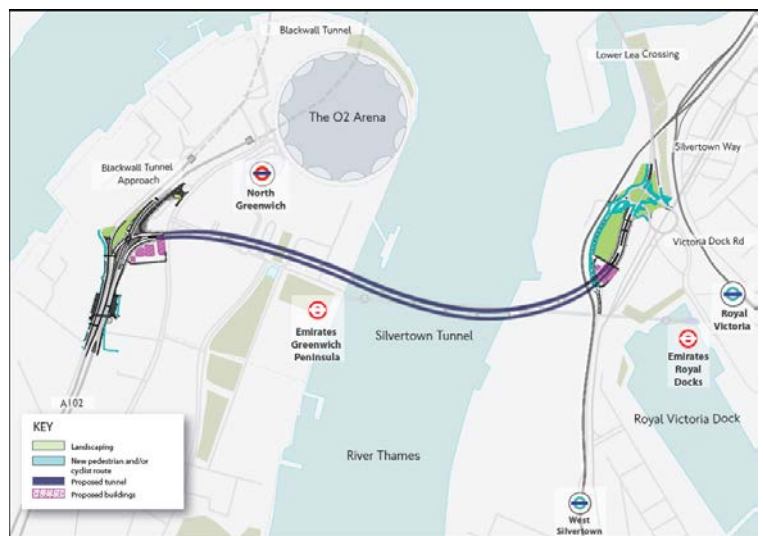 Blackwall Tunnel
Lower Lea Crossing
The O2 Arena
Silvertown Way
Blackwall Tunnel
Approach
North
Greenwich
Victoria Dock Rd
Royal
Victoria
Emirates
Greenwich
Peninsula
Silvertown Tunnel
Emirates
Royal
Docks
A102
Royal Victoria Dock
KEY
Landscaping
New pedestrian and/or
cyclist route
Proposed tunnel
Proposed buildings
River Thames
West
Silvertown